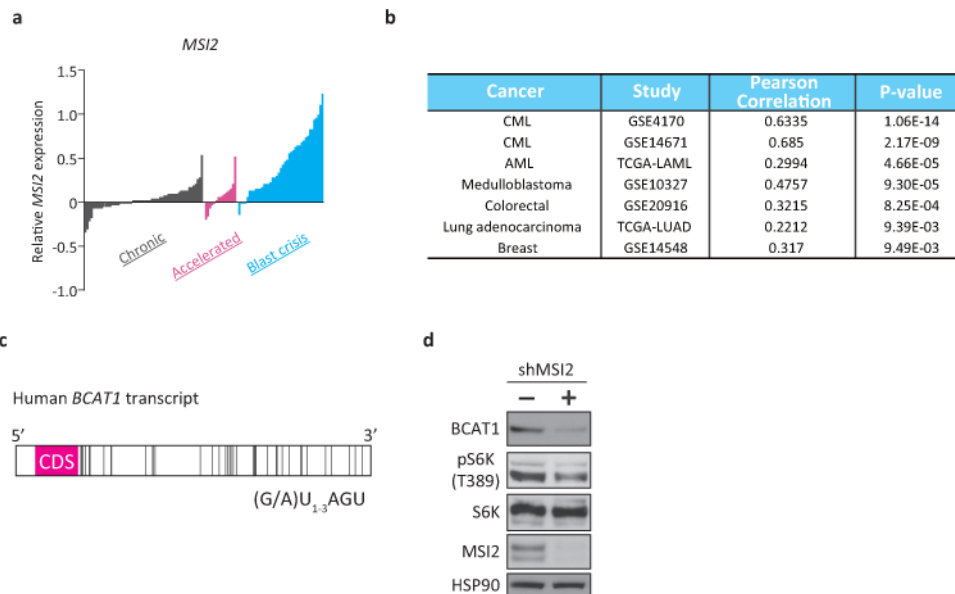 a
MSI2
1.5
1.0
0.5
0
-0.5
-1.0
Relative MSI2 expression
Chronic
Accelerated
Blast crisis
b
Cancer Study Pearson Correlation P-value
CML GSE4170 0.6335 1.06E-14
CML GSE14671 0.685 2.17E-09
AML TCGA-LAML 0.2994 4.66E-05
Medulloblastoma GSE10327 0.4757 9.30E-05
Colorectal GSE20916 0.3215 8.25E-04
Lung adenocarcinoma TCGA-LUAD 0.2212 9.39E-03
Breast GSE14548 0.317 9.49E-03
c
Human BCAT1 transcript
5′ 3′
CDS
(G/A)U1-3AGU
d
shMSI2
− +
BCAT1
pS6K
(T389)
S6K
MSI2
HSP90